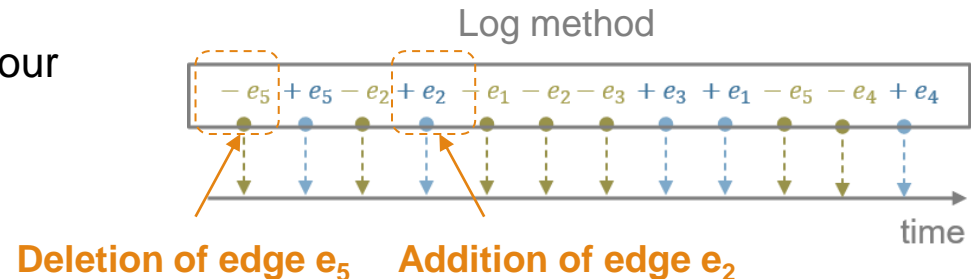 Log method
our
− e₅ + e₅ − e₂ + e₂ − e₁ − e₂ − e₃ + e₃ + e₁ − e₅ − e₄ + e₄
time
Deletion of edge e₅ Addition of edge e₂